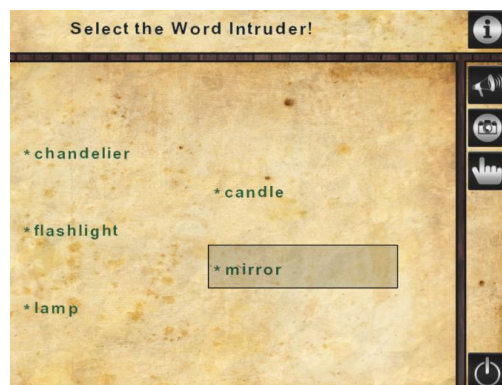 Select the Word Intruder!
* chandelier
* candle
* flashlight
* mirror
* lamp